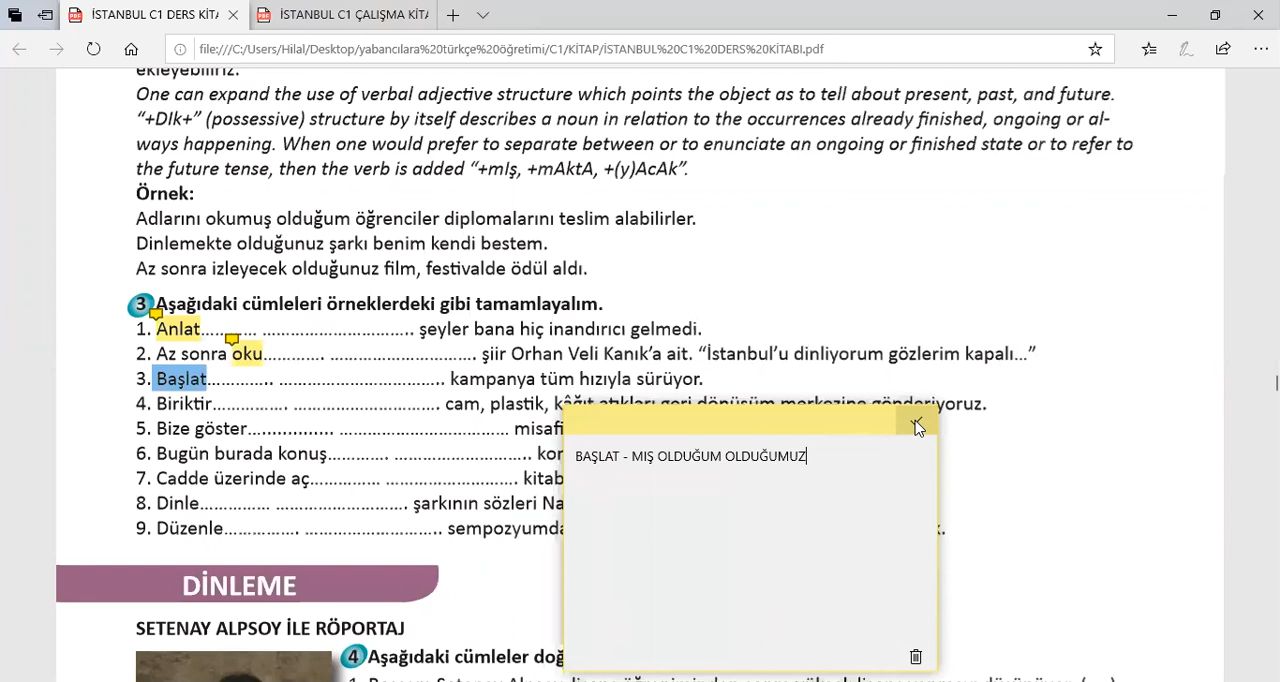 İSTANBUL C1 DERS KİTA
İSTANBUL C1 ÇALIŞMA KİTA
file:///C:/Users/Hilal/Desktop/yabancılara%20türkçe%20öğretimi/C1/KİTAP/İSTANBUL%20C1%20DERS%20KİTABI.pdf
ekleyebiliriz.
One can expand the use of verbal adjective structure which points the object as to tell about present, past, and future.
“+DIk+” (possessive) structure by itself describes a noun in relation to the occurrences already finished, ongoing or al-
ways happening. When one would prefer to separate between or to enunciate an ongoing or finished state or to refer to
the future tense, then the verb is added “+mIş, +mAktA, +(y)AcAk”.
Örnek:
Adlarını okumuş olduğum öğrenciler diplomalarını teslim alabilirler.
Dinlemekte olduğunuz şarkı benim kendi bestem.
Az sonra izleyecek olduğunuz film, festivalde ödül aldı.
3 Aşağıdaki cümleleri örneklerdeki gibi tamamlayalım.
1. Anlat………… ………………………….. şeyler bana hiç inandırıcı gelmedi.
2. Az sonra oku…………. …………………………. şiir Orhan Veli Kanık’a ait. “İstanbul’u dinliyorum gözlerim kapalı…”
3. Başlat………….. …………………………….. kampanya tüm hızıyla sürüyor.
4. Biriktir…………… …………………………. cam, plastik, kâğıt atıkları geri dönüşüm merkezine gönderiyoruz.
5. Bize göster…………… ………………………….. misafi
6. Bugün burada konuş…………. ………………………….. kon
7. Cadde üzerinde aç…………… ………………………. kitab
8. Dinle……………. ………………………. şarkının sözleri Na
9. Düzenle……………. ………………………….. sempozyumda k.
BAŞLAT - MIŞ OLDUĞUM OLDUĞUMUZ
DİNLEME
SETENAY ALPSOY İLE RÖPORTAJ
4 Aşağıdaki cümleler doğ